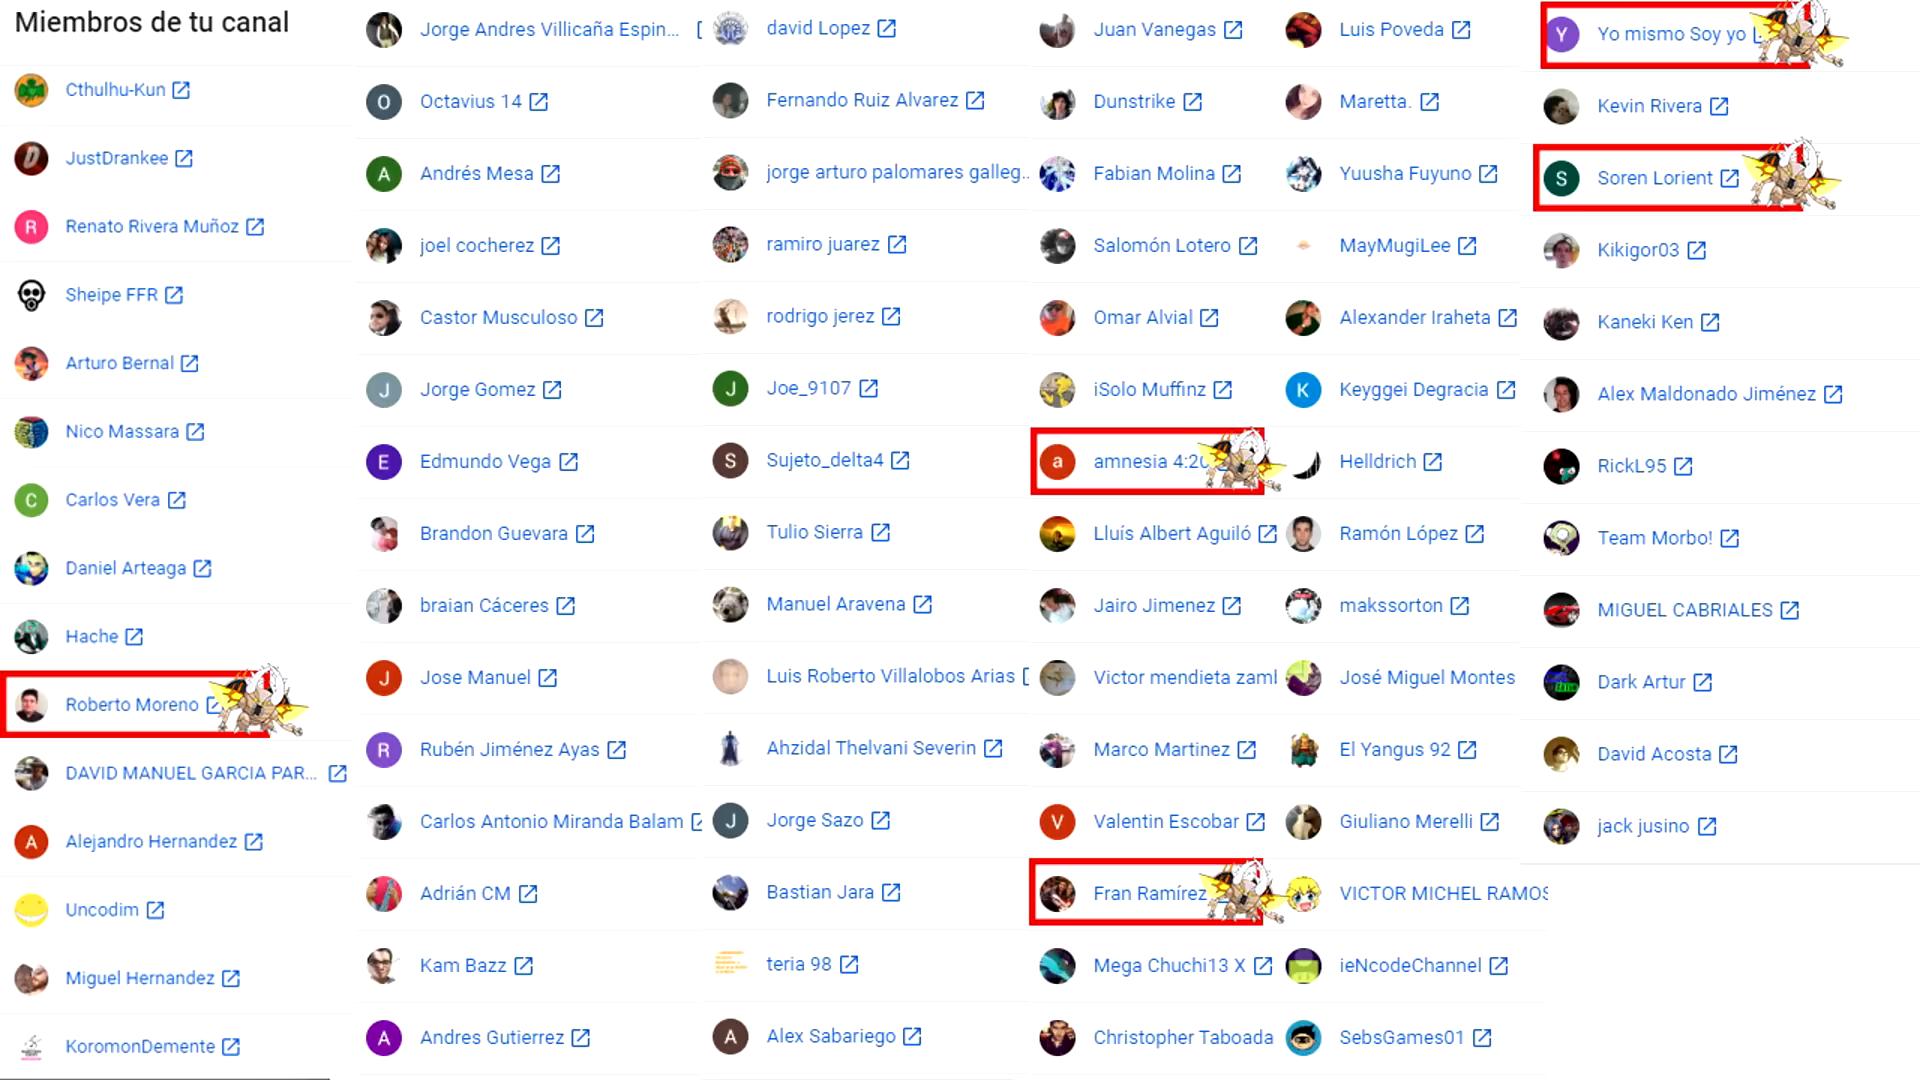 Miembros de tu canal
Cthulhu-Kun
JustDrankee
Renato Rivera Muñoz
Sheipe FFR
Arturo Bernal
Nico Massara
Carlos Vera
Daniel Arteaga
Hache
Roberto Moreno
DAVID MANUEL GARCIA PAR...
Alejandro Hernandez
Uncodim
Miguel Hernandez
KoromonDemente
Jorge Andres Villicaña Espin...
Octavius 14
Andrés Mesa
joel cocherez
Castor Musculoso
Jorge Gomez
Edmundo Vega
Brandon Guevara
braian Cáceres
Jose Manuel
Rubén Jiménez Ayas
Carlos Antonio Miranda Balam
Adrián CM
Kam Bazz
Andres Gutierrez
david Lopez
Fernando Ruiz Alvarez
jorge arturo palomares galleg...
ramiro juarez
rodrigo jerez
Joe_9107
Sujeto_delta4
Tulio Sierra
Manuel Aravena
Luis Roberto Villalobos Arias
Ahzidal Thelvani Severin
Jorge Sazo
Bastian Jara
teria 98
Alex Sabariego
Juan Vanegas
Dunstrike
Fabian Molina
Salomón Lotero
Omar Alvial
iSolo Muffinz
amnesia 4:20
Lluís Albert Aguiló
Jairo Jimenez
Victor mendieta zaml
Marco Martinez
Valentin Escobar
Fran Ramírez
Mega Chuchi13 X
Christopher Taboada
Luis Poveda
Maretta.
Yuusha Fuyuno
MayMugiLee
Alexander Iraheta
Keyggei Degracia
Helldrich
Ramón López
makssorton
José Miguel Montes
El Yangus 92
Giuliano Merelli
VICTOR MICHEL RAMOS
ieNcodeChannel
SebsGames01
Yo mismo Soy yo
Kevin Rivera
Soren Lorient
Kikigor03
Kaneki Ken
Alex Maldonado Jiménez
RickL95
Team Morbo!
MIGUEL CABRIALES
Dark Artur
David Acosta
jack jusino